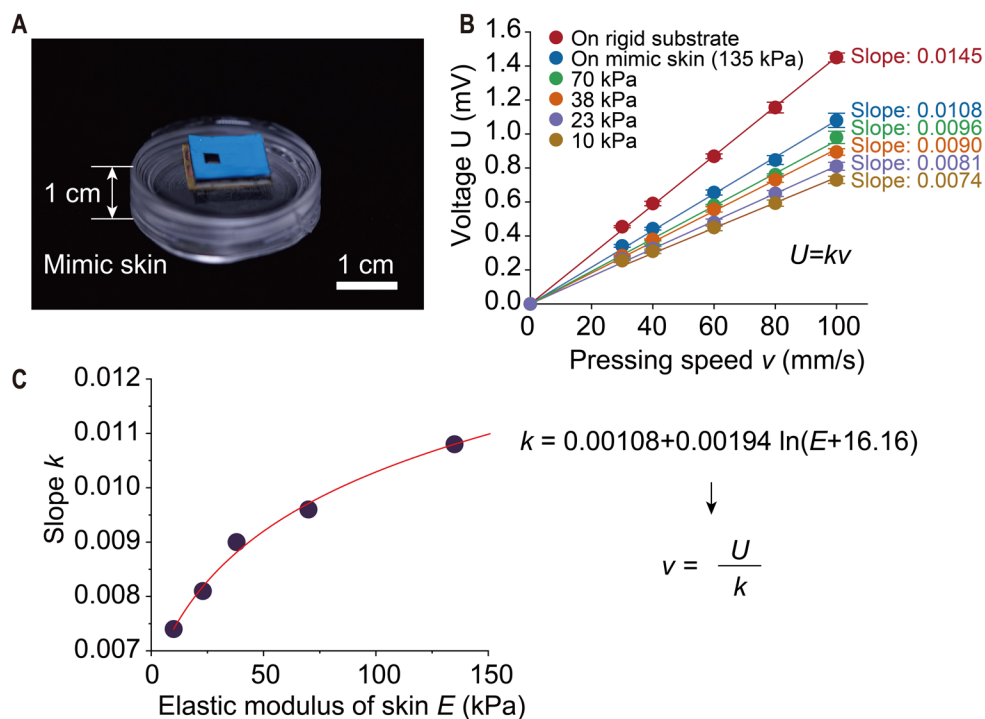 A
1 cm
Mimic skin
1 cm
B
1.6
1.4
1.2
1.0
0.8
0.6
0.4
0.2
0.0
Voltage U (mV)
On rigid substrate
On mimic skin (135 kPa)
70 kPa
38 kPa
23 kPa
10 kPa
Slope: 0.0145
Slope: 0.0108
Slope: 0.0096
Slope: 0.0090
Slope: 0.0081
Slope: 0.0074
U=kv
0 20 40 60 80 100
Pressing speed v (mm/s)
C
0.012
0.011
0.010
0.009
0.008
0.007
Slope k
0 50 100 150
Elastic modulus of skin E (kPa)
k = 0.00108+0.00194 ln(E+16.16)
↓
v = U
k